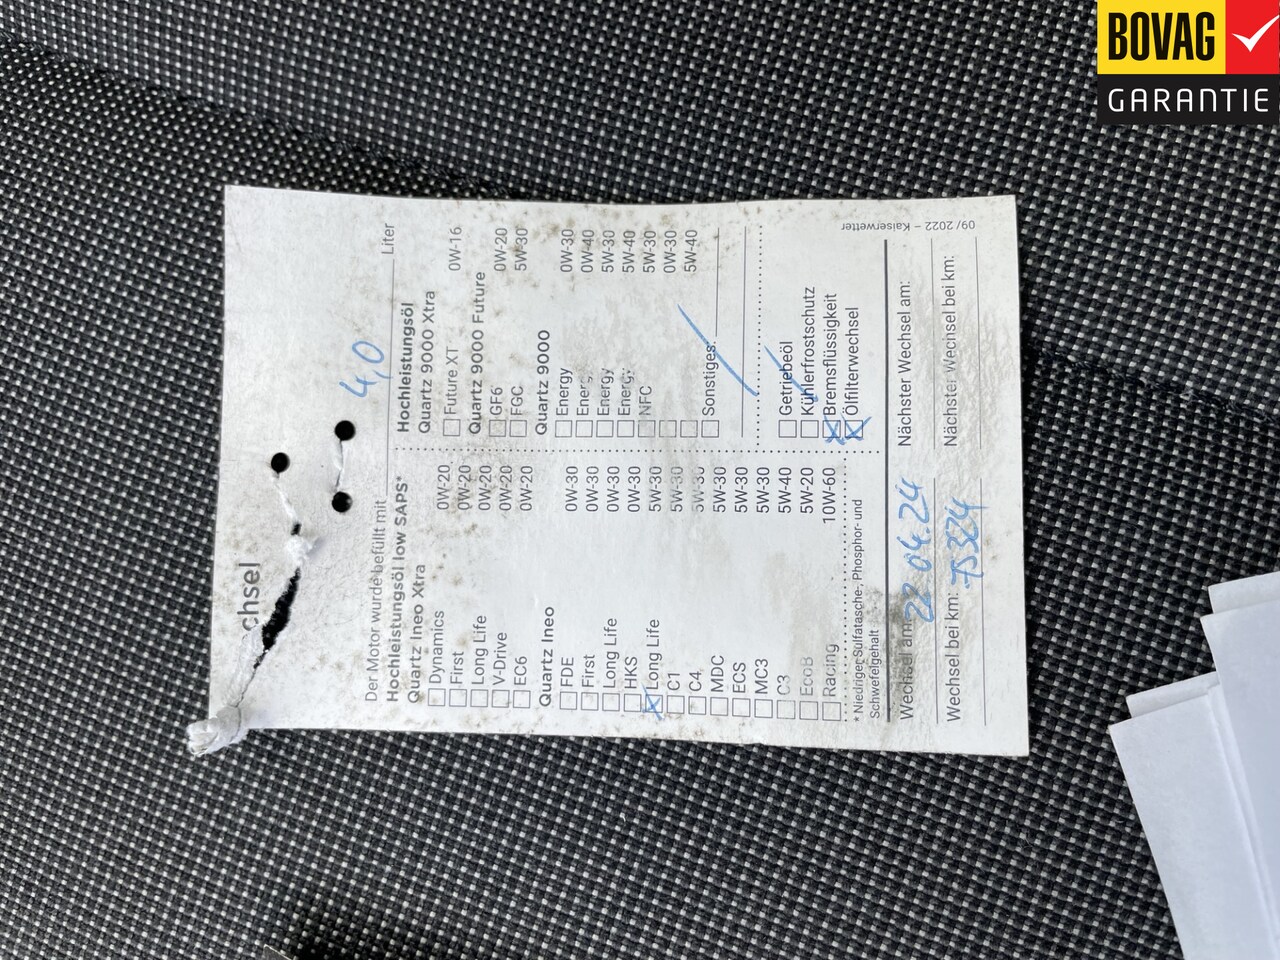 BOVAG
GARANTIE
chsel
Der Motor wurde befüllt mit 4,0 Liter
Hochleistungsöl low SAPS*
Quartz Ineo Xtra
Dynamics 0W-20
First 0W-20
Long Life 0W-20
V-Drive 0W-20
EC6 0W-20
Quartz Ineo
FDE 0W-30
First 0W-30
Long Life 0W-30
HKS 0W-30
x Long Life 5W-30
C1 5W-30
C4 5W-30
MDC 5W-30
ECS 5W-30
MC3 5W-30
C3 5W-40
EcoB 5W-20
Racing 10W-60
* Niedriger Sulfatasche-, Phosphor- und
Schwefelgehalt
Hochleistungsöl
Quartz 9000 Xtra
Future XT 0W-16
Quartz 9000 Future
GF6 0W-20
FGC 5W-30
Quartz 9000
Energy 0W-30
Energy 0W-40
Energy 5W-30
Energy 5W-40
NFC 5W-30
0W-30
5W-40
Sonstiges:
Getriebeöl
Kühlerfrostschutz
x Bremsflüssigkeit
x Ölfilterwechsel
Wechsel am: 22.04.24 Nächster Wechsel am:
Wechsel bei km: 75324 Nächster Wechsel bei km:
09/2022 – Kaiserwetter